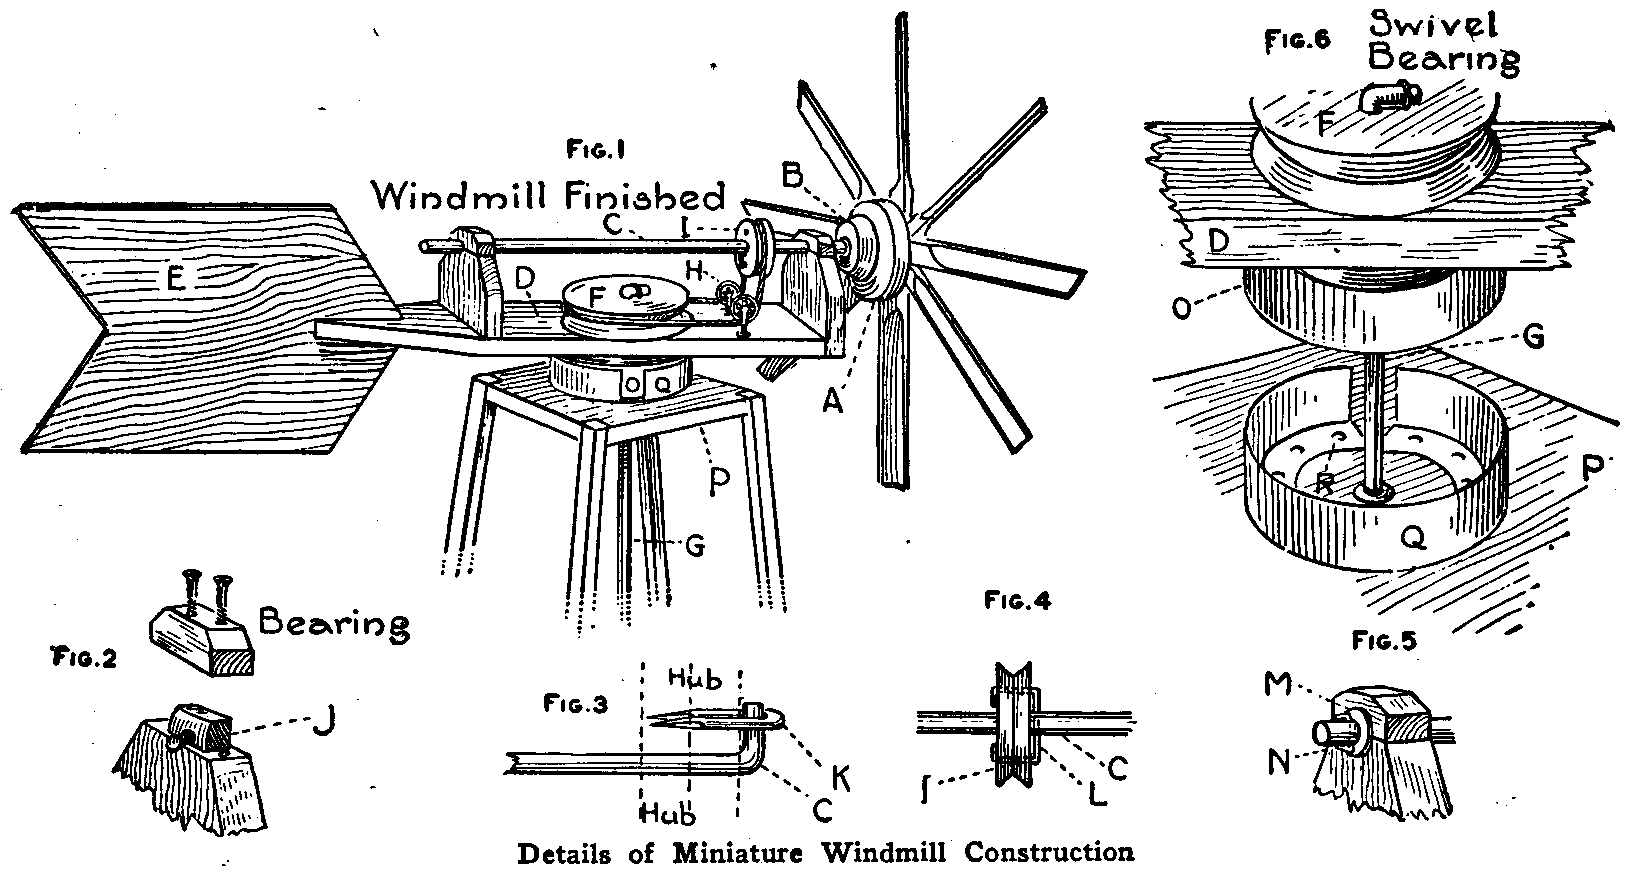 Fig.1
Windmill Finished
A
B
C
I
H
D
E
F
O Q
P
G
Fig.6
Swivel
Bearing
F
D
O
G
R
P
Q
Fig.2
Bearing
J
Fig.3
Hub
Hub
K
C
Fig.4
I
L
C
Fig.5
M
N
Details of Miniature Windmill Construction